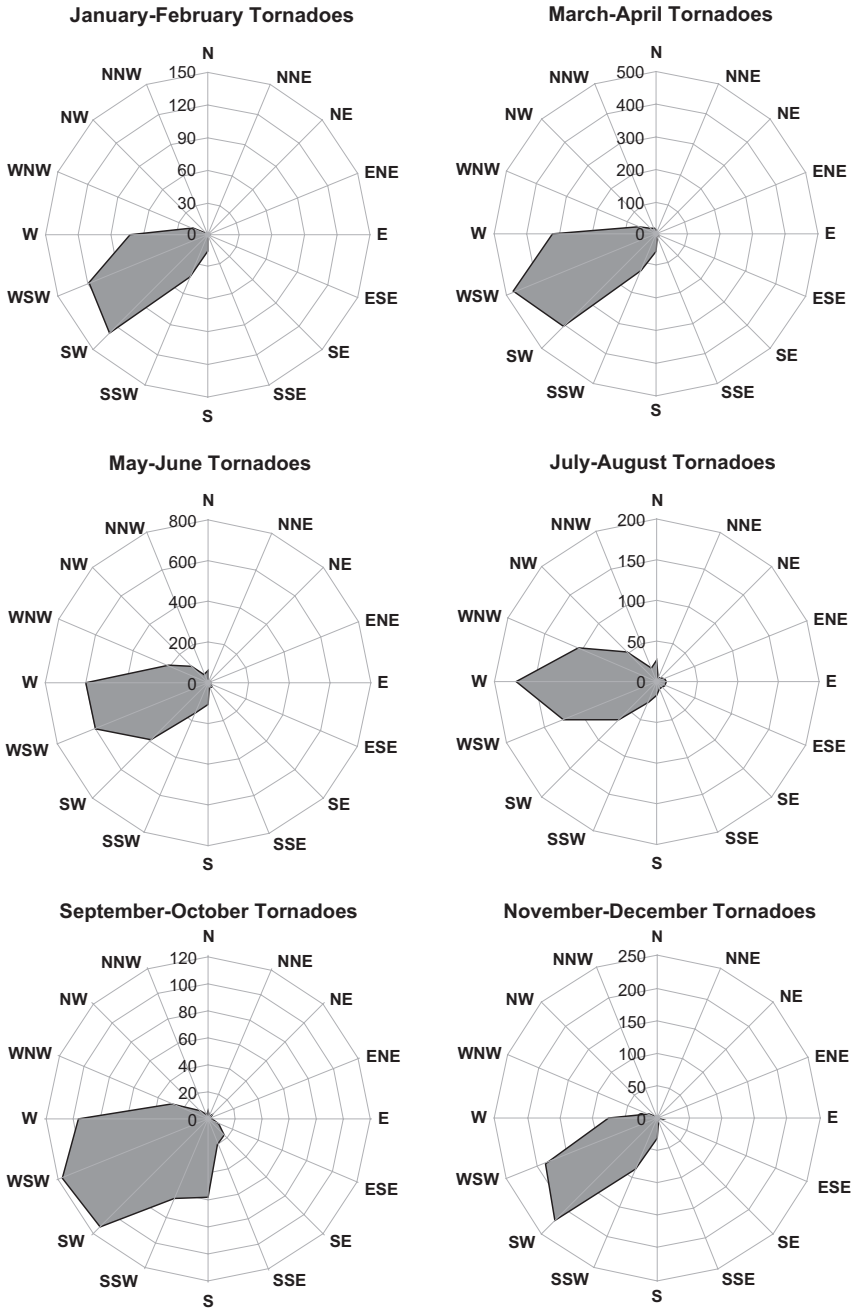 January-February Tornadoes
N
NNW
150
NNE
NW
120
NE
90
WNW
60
ENE
30
W
0
E
WSW
ESE
SW
SE
SSW
SSE
S
March-April Tornadoes
N
NNW
500
NNE
NW
400
NE
300
WNW
200
ENE
100
W
0
E
WSW
ESE
SW
SE
SSW
SSE
S
May-June Tornadoes
N
NNW
800
NNE
NW
600
NE
400
WNW
ENE
200
W
0
E
WSW
ESE
SW
SE
SSW
SSE
S
July-August Tornadoes
N
NNW
200
NNE
NW
150
NE
100
WNW
ENE
50
W
0
E
WSW
ESE
SW
SE
SSW
SSE
S
September-October Tornadoes
N
NNW
120
NNE
NW
100
NE
80
WNW
60
ENE
40
20
W
0
E
WSW
ESE
SW
SE
SSW
SSE
S
November-December Tornadoes
N
NNW
250
NNE
NW
200
NE
150
WNW
100
ENE
50
W
0
E
WSW
ESE
SW
SE
SSW
SSE
S